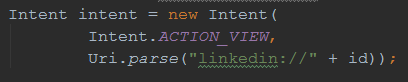 Intent intent = new Intent(
Intent.ACTION_VIEW,
Uri.parse("linkedin://" + id));